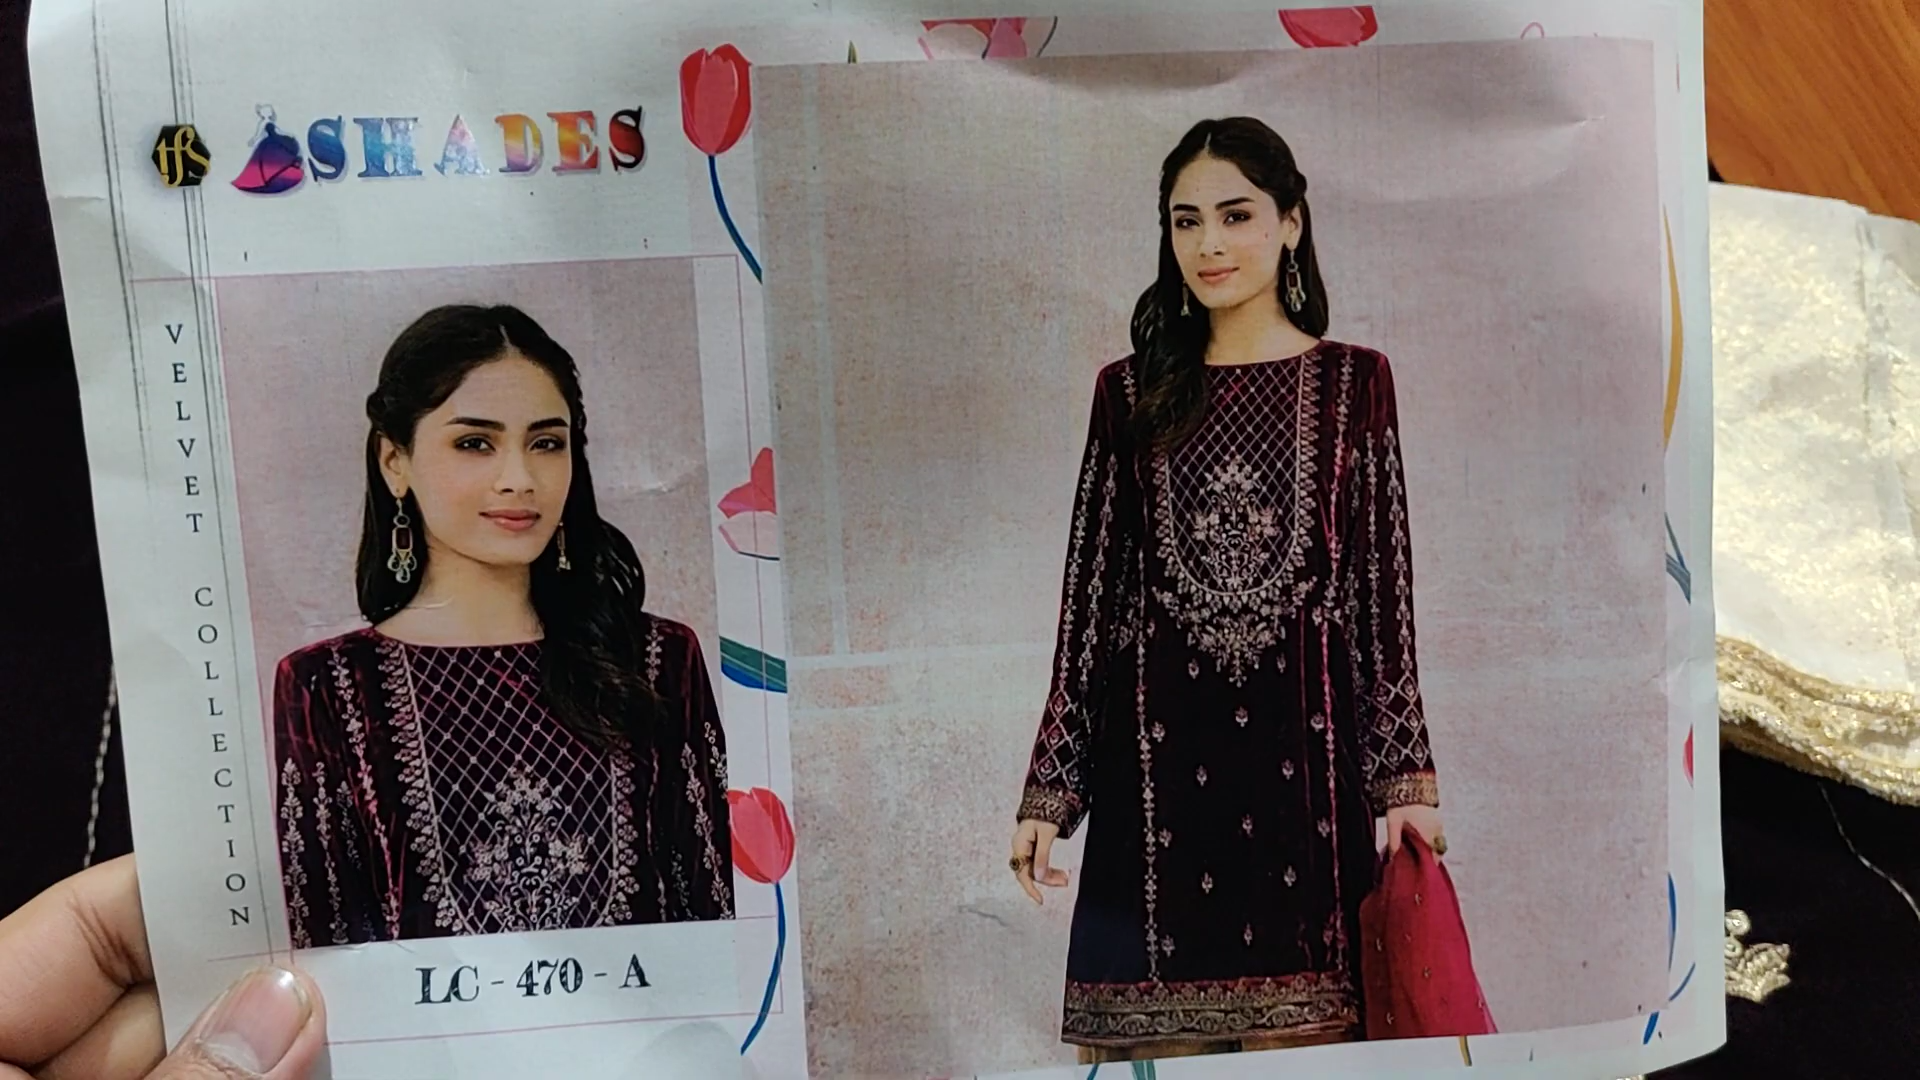 tfS SHADES
VELVET COLLECTION
LC - 470 - A